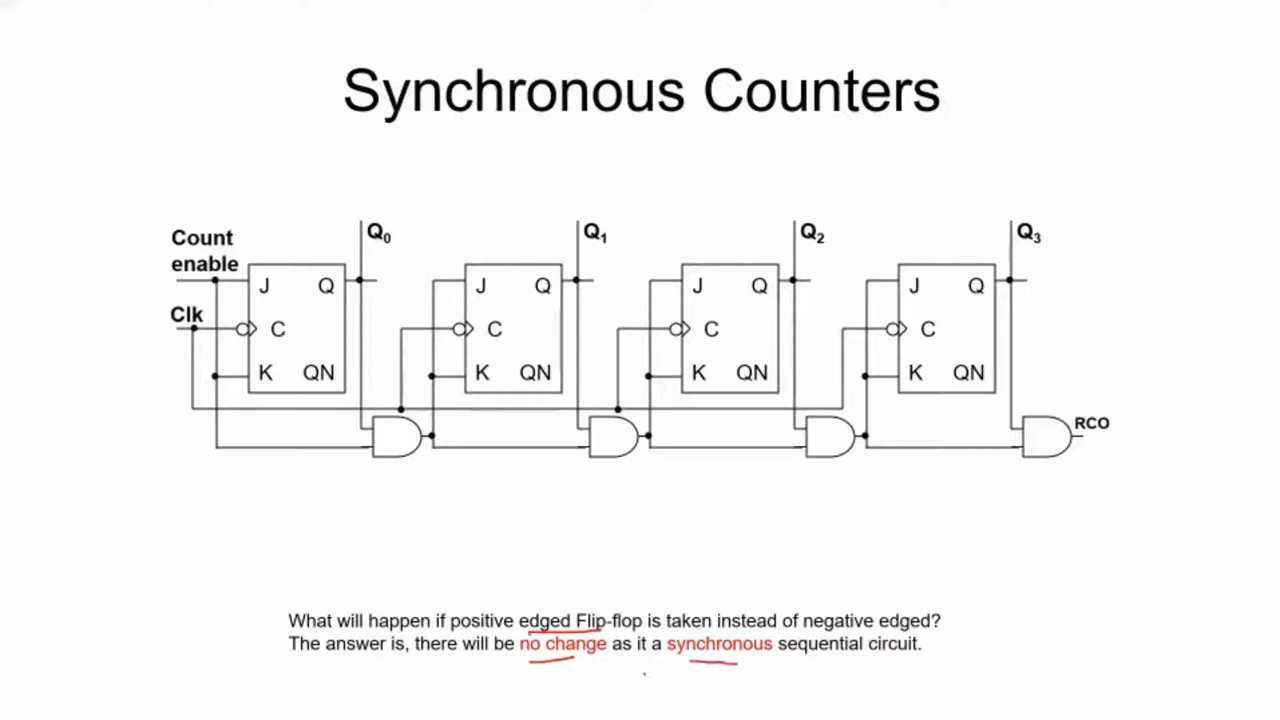 Synchronous Counters
Count
enable
Clk
Q₀
Q₁
Q₂
Q₃
J Q
C
K QN
J Q
C
K QN
J Q
C
K QN
J Q
C
K QN
RCO
What will happen if positive edged Flip-flop is taken instead of negative edged?
The answer is, there will be no change as it a synchronous sequential circuit.